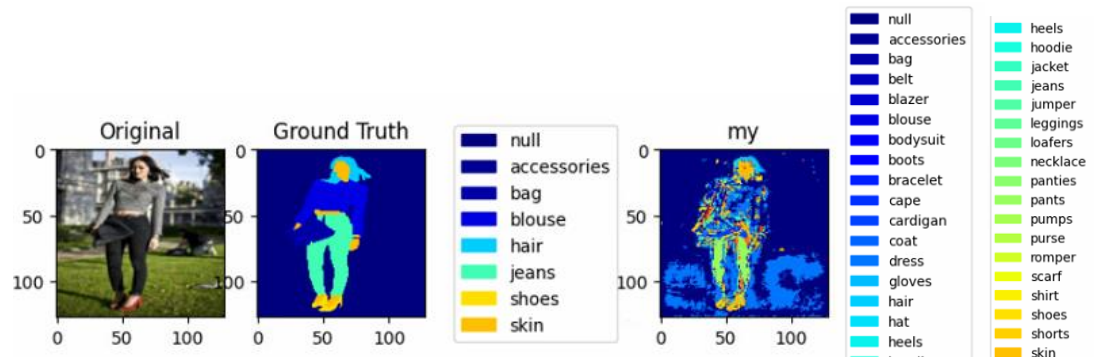 Original
Ground Truth
my
0
50
100
0
50
100
0
50
100
0
50
100
0
50
100
0
50
100
null
accessories
bag
blouse
hair
jeans
shoes
skin
null
accessories
bag
belt
blazer
blouse
bodysuit
boots
bracelet
cape
cardigan
coat
dress
gloves
hair
hat
heels
heels
hoodie
jacket
jeans
jumper
leggings
loafers
necklace
panties
pants
pumps
purse
romper
scarf
shirt
shoes
shorts
skin